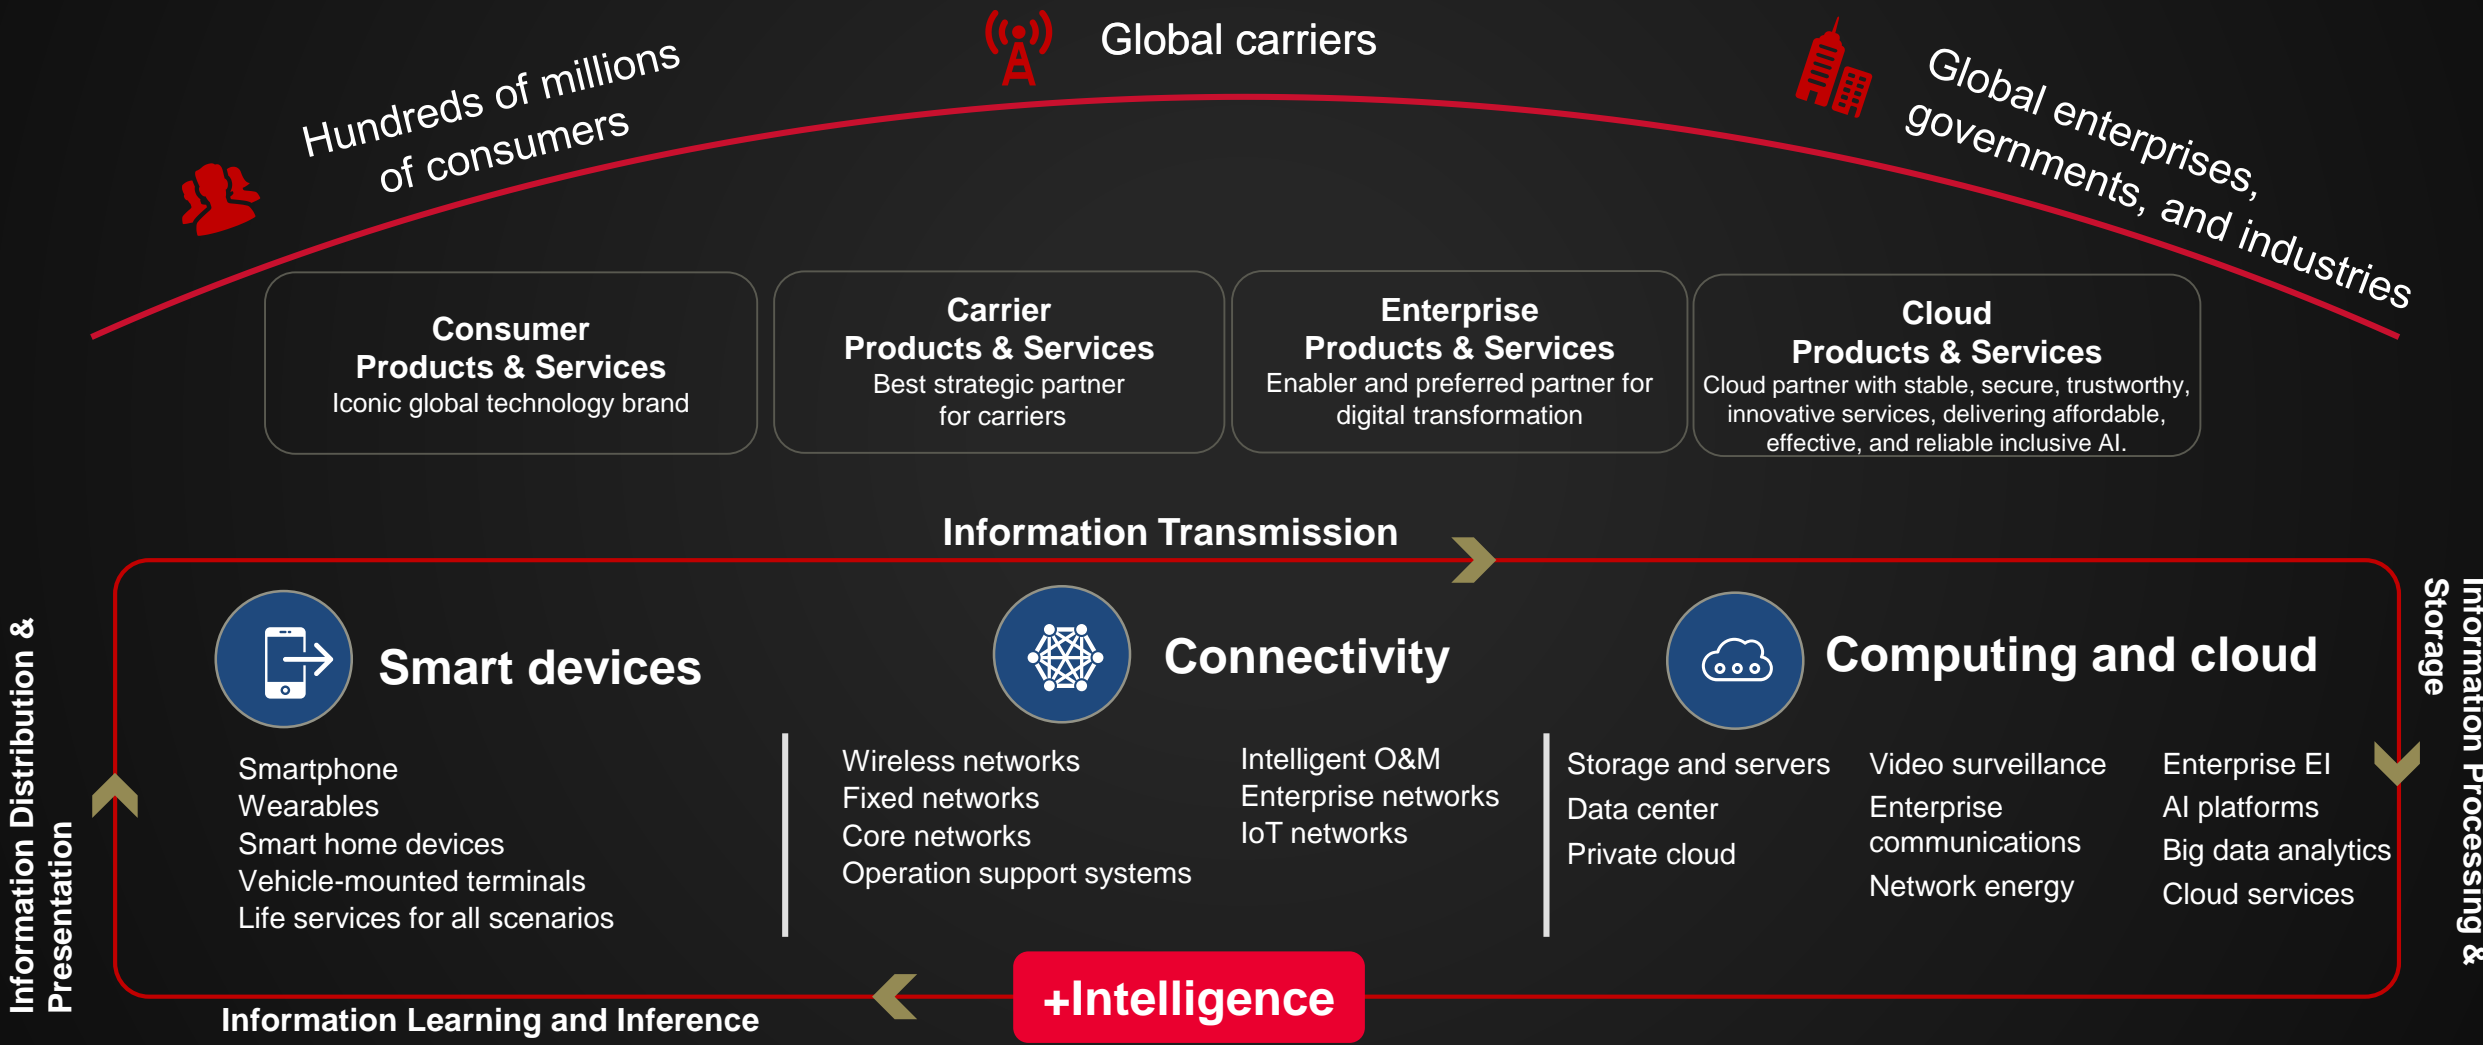 Hundreds of millions
of consumers
Global carriers
Global enterprises,
governments, and industries
Consumer
Products & Services
Iconic global technology brand
Carrier
Products & Services
Best strategic partner
for carriers
Enterprise
Products & Services
Enabler and preferred partner for
digital transformation
Cloud
Products & Services
Cloud partner with stable, secure, trustworthy,
innovative services, delivering affordable,
effective, and reliable inclusive AI.
Information Transmission
Information Distribution &
Presentation
Smart devices
Smartphone
Wearables
Smart home devices
Vehicle-mounted terminals
Life services for all scenarios
Connectivity
Wireless networks
Fixed networks
Core networks
Operation support systems
Intelligent O&M
Enterprise networks
IoT networks
Computing and cloud
Storage and servers
Data center
Private cloud
Video surveillance
Enterprise
communications
Network energy
Enterprise EI
AI platforms
Big data analytics
Cloud services
Information Processing &
Storage
+Intelligence
Information Learning and Inference